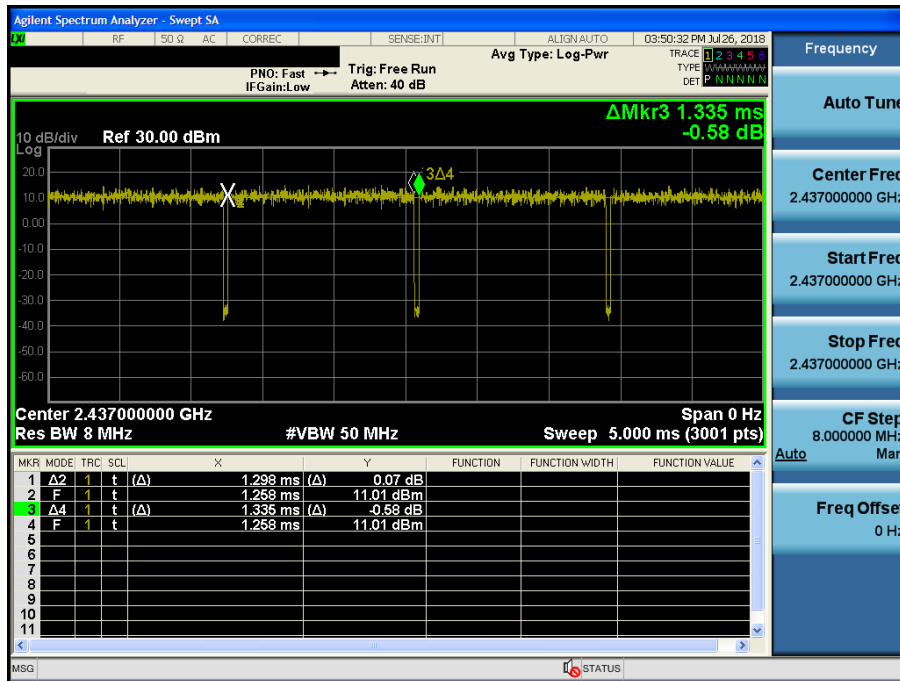 Agilent Spectrum Analyzer - Swept SA
LXI RF 50 Ω AC CORREC SENSE:INT ALIGN AUTO 03:50:32 PM Jul 26, 2018
Frequency
Avg Type: Log-Pwr
TRACE 1 2 3 4 5 6
TYPE WWWWWW
DET P N N N N N
PNO: Fast
IFGain:Low
Trig: Free Run
Atten: 40 dB
ΔMkr3 1.335 ms
-0.58 dB
10 dB/div Ref 30.00 dBm
Log
20.0
10.0
0.00
-10.0
-20.0
-30.0
-40.0
-50.0
-60.0
3Δ4
Center 2.437000000 GHz
Span 0 Hz
Res BW 8 MHz
#VBW 50 MHz
Sweep 5.000 ms (3001 pts)
MKR MODE TRC SCL X Y FUNCTION FUNCTION WIDTH FUNCTION VALUE
1 Δ2 1 t (Δ) 1.298 ms (Δ) 0.07 dB
2 F 1 t 1.258 ms 11.01 dBm
3 Δ4 1 t (Δ) 1.335 ms (Δ) -0.58 dB
4 F 1 t 1.258 ms 11.01 dBm
5
6
7
8
9
10
11
MSG
STATUS
Auto Tune
Center Freq
2.437000000 GHz
Start Freq
2.437000000 GHz
Stop Freq
2.437000000 GHz
CF Step
8.000000 MHz
Auto Man
Freq Offset
0 Hz